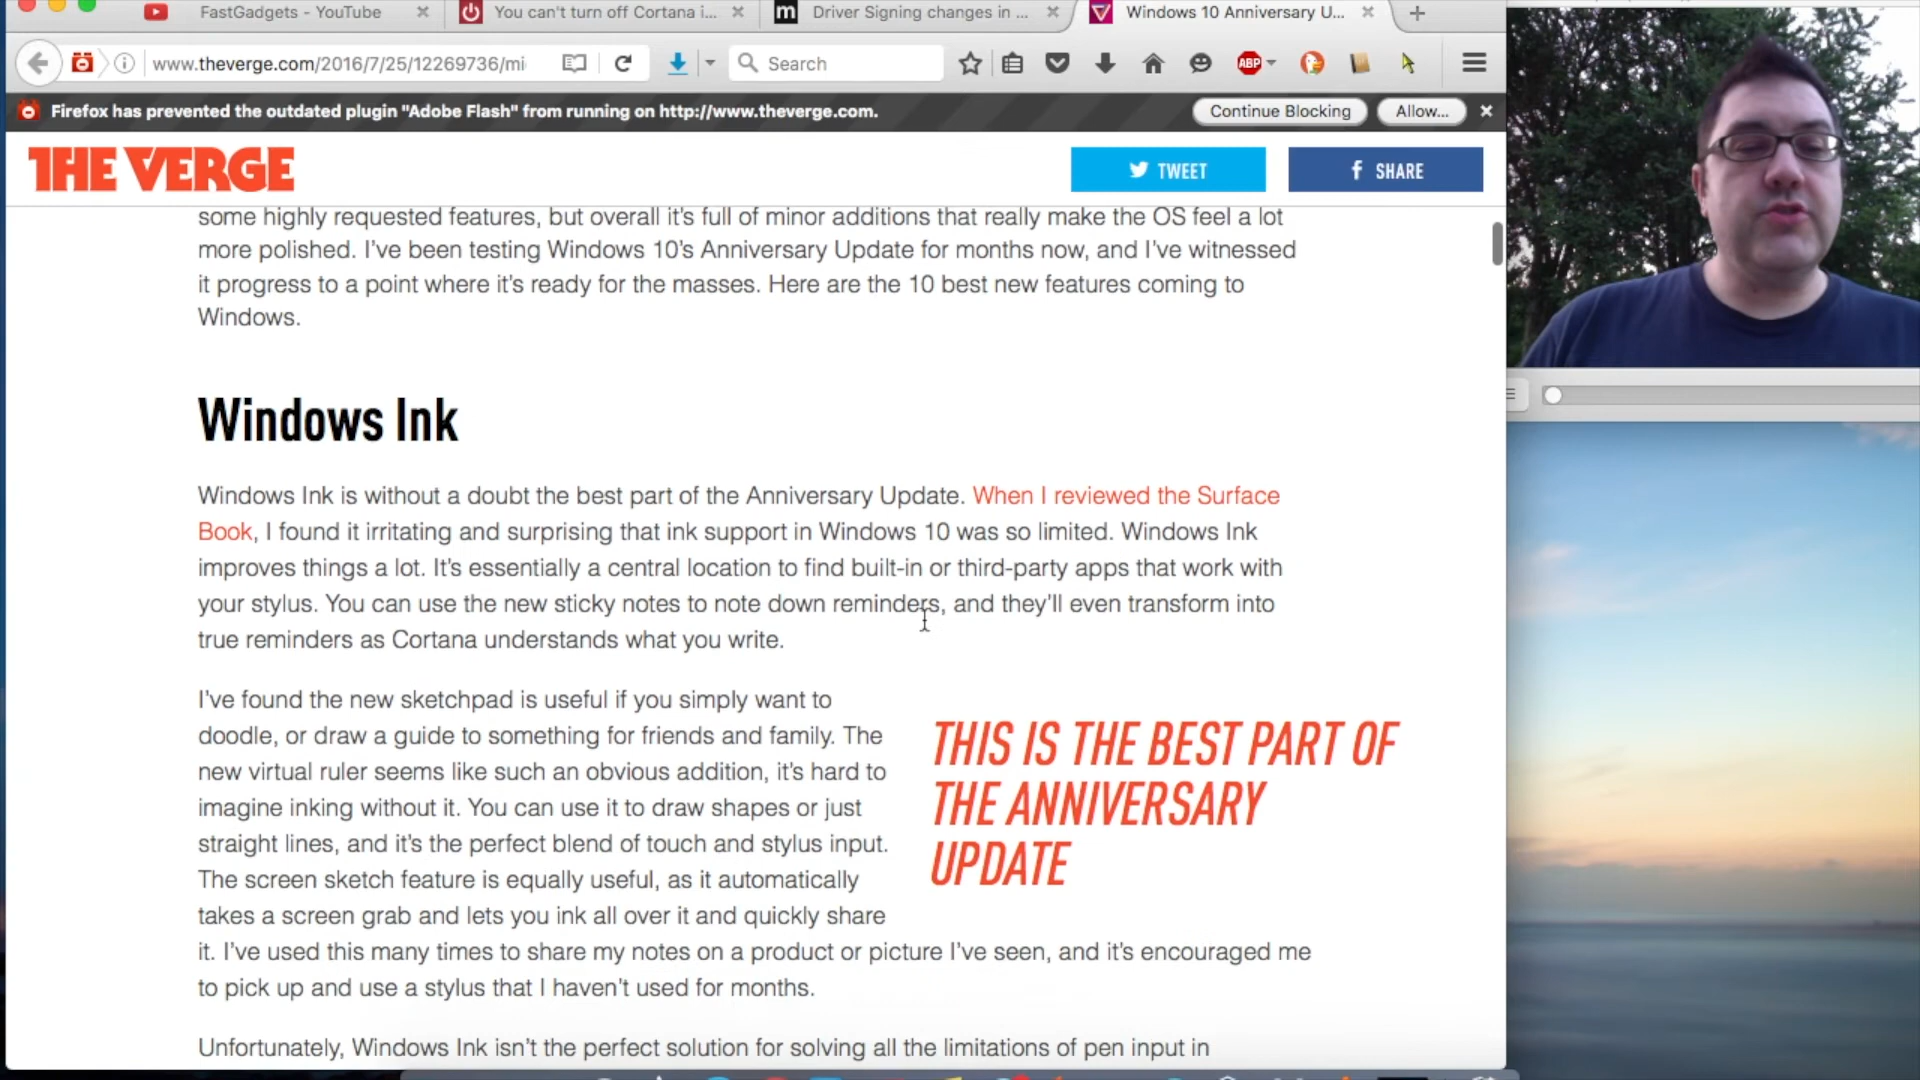 FastGadgets - YouTube
You can't turn off Cortana i...
m
Driver Signing changes in ...
Windows 10 Anniversary U...
www.theverge.com/2016/7/25/12269736/mi
Search
ABP
Firefox has prevented the outdated plugin "Adobe Flash" from running on http://www.theverge.com.
Continue Blocking
Allow...
THE VERGE
TWEET
SHARE
some highly requested features, but overall it's full of minor additions that really make the OS feel a lot
more polished. I've been testing Windows 10's Anniversary Update for months now, and I've witnessed
it progress to a point where it's ready for the masses. Here are the 10 best new features coming to
Windows.
Windows Ink
Windows Ink is without a doubt the best part of the Anniversary Update. When I reviewed the Surface
Book, I found it irritating and surprising that ink support in Windows 10 was so limited. Windows Ink
improves things a lot. It's essentially a central location to find built-in or third-party apps that work with
your stylus. You can use the new sticky notes to note down reminders, and they'll even transform into
true reminders as Cortana understands what you write.
I've found the new sketchpad is useful if you simply want to
doodle, or draw a guide to something for friends and family. The
new virtual ruler seems like such an obvious addition, it's hard to
imagine inking without it. You can use it to draw shapes or just
straight lines, and it's the perfect blend of touch and stylus input.
The screen sketch feature is equally useful, as it automatically
takes a screen grab and lets you ink all over it and quickly share
it. I've used this many times to share my notes on a product or picture I've seen, and it's encouraged me
to pick up and use a stylus that I haven't used for months.
THIS IS THE BEST PART OF
THE ANNIVERSARY
UPDATE
Unfortunately, Windows Ink isn't the perfect solution for solving all the limitations of pen input in